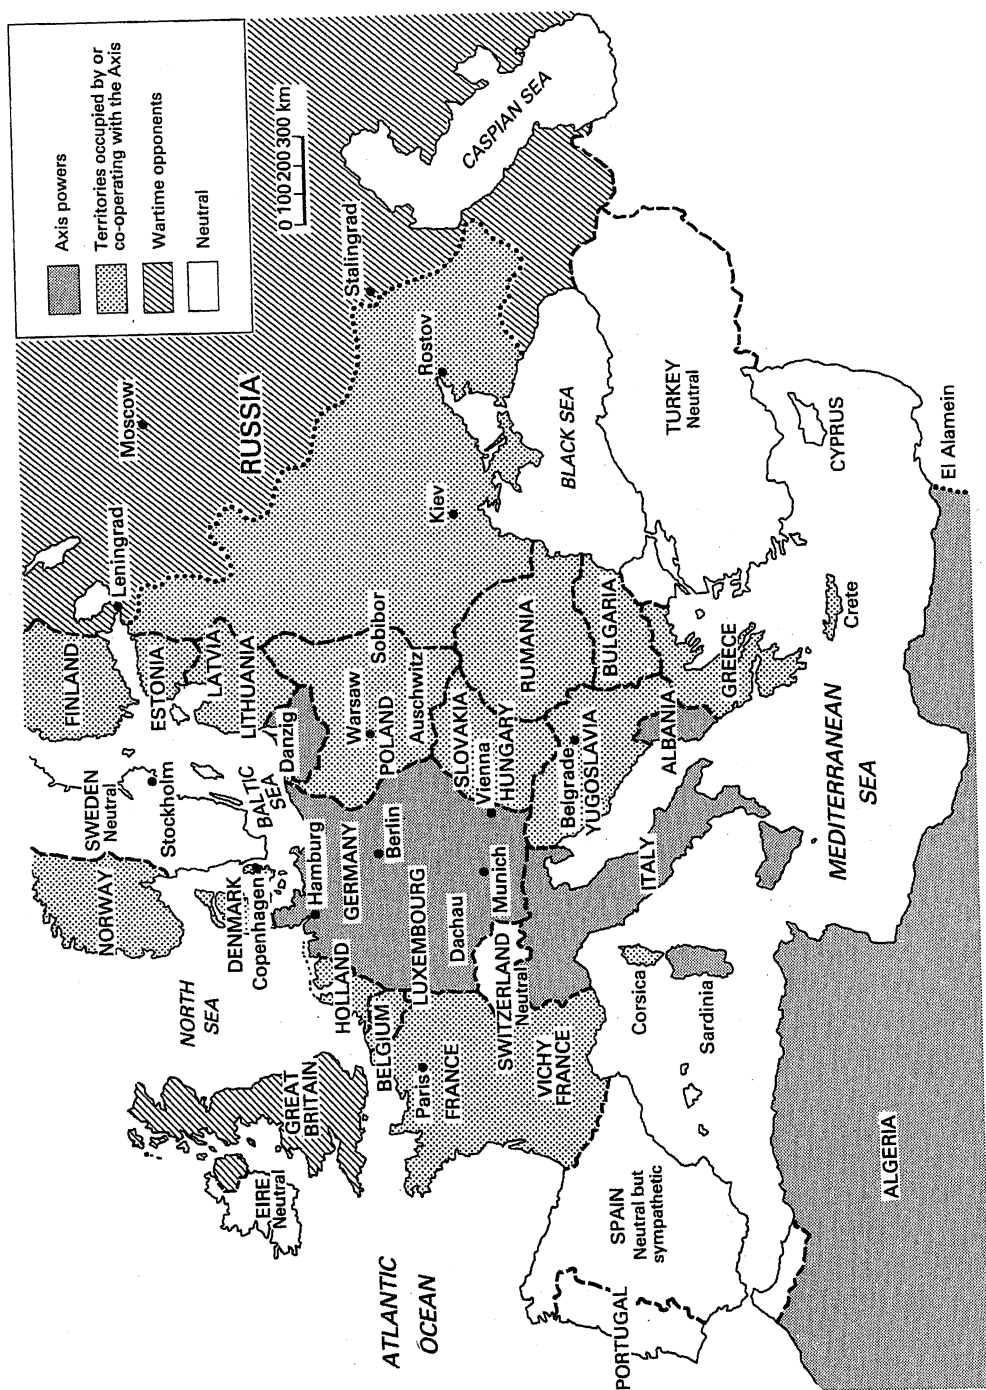 Axis powers
Territories occupied by or
co-operating with the Axis
Wartime opponents
Neutral
0 100 200 300 km
CASPIAN SEA
Stalingrad
Rostov
Moscow
RUSSIA
Leningrad
Kiev
BLACK SEA
TURKEY
Neutral
CYPRUS
El Alamein
FINLAND
ESTONIA
LATVIA
LITHUANIA
Danzig
Sobibor
Warsaw
POLAND
Auschwitz
SLOVAKIA
Vienna
HUNGARY
RUMANIA
BULGARIA
Belgrade
YUGOSLAVIA
ALBANIA
GREECE
Crete
SWEDEN
Neutral
Stockholm
BALTIC
SEA
NORWAY
DENMARK
Copenhagen
Hamburg
GERMANY
Berlin
LUXEMBOURG
Dachau
Munich
ITALY
MEDITERRANEAN
SEA
NORTH
SEA
HOLLAND
BELGIUM
Paris
FRANCE
SWITZERLAND
Neutral
VICHY
FRANCE
Corsica
Sardinia
GREAT
BRITAIN
EIRE
Neutral
ATLANTIC
OCEAN
SPAIN
Neutral but
sympathetic
PORTUGAL
ALGERIA